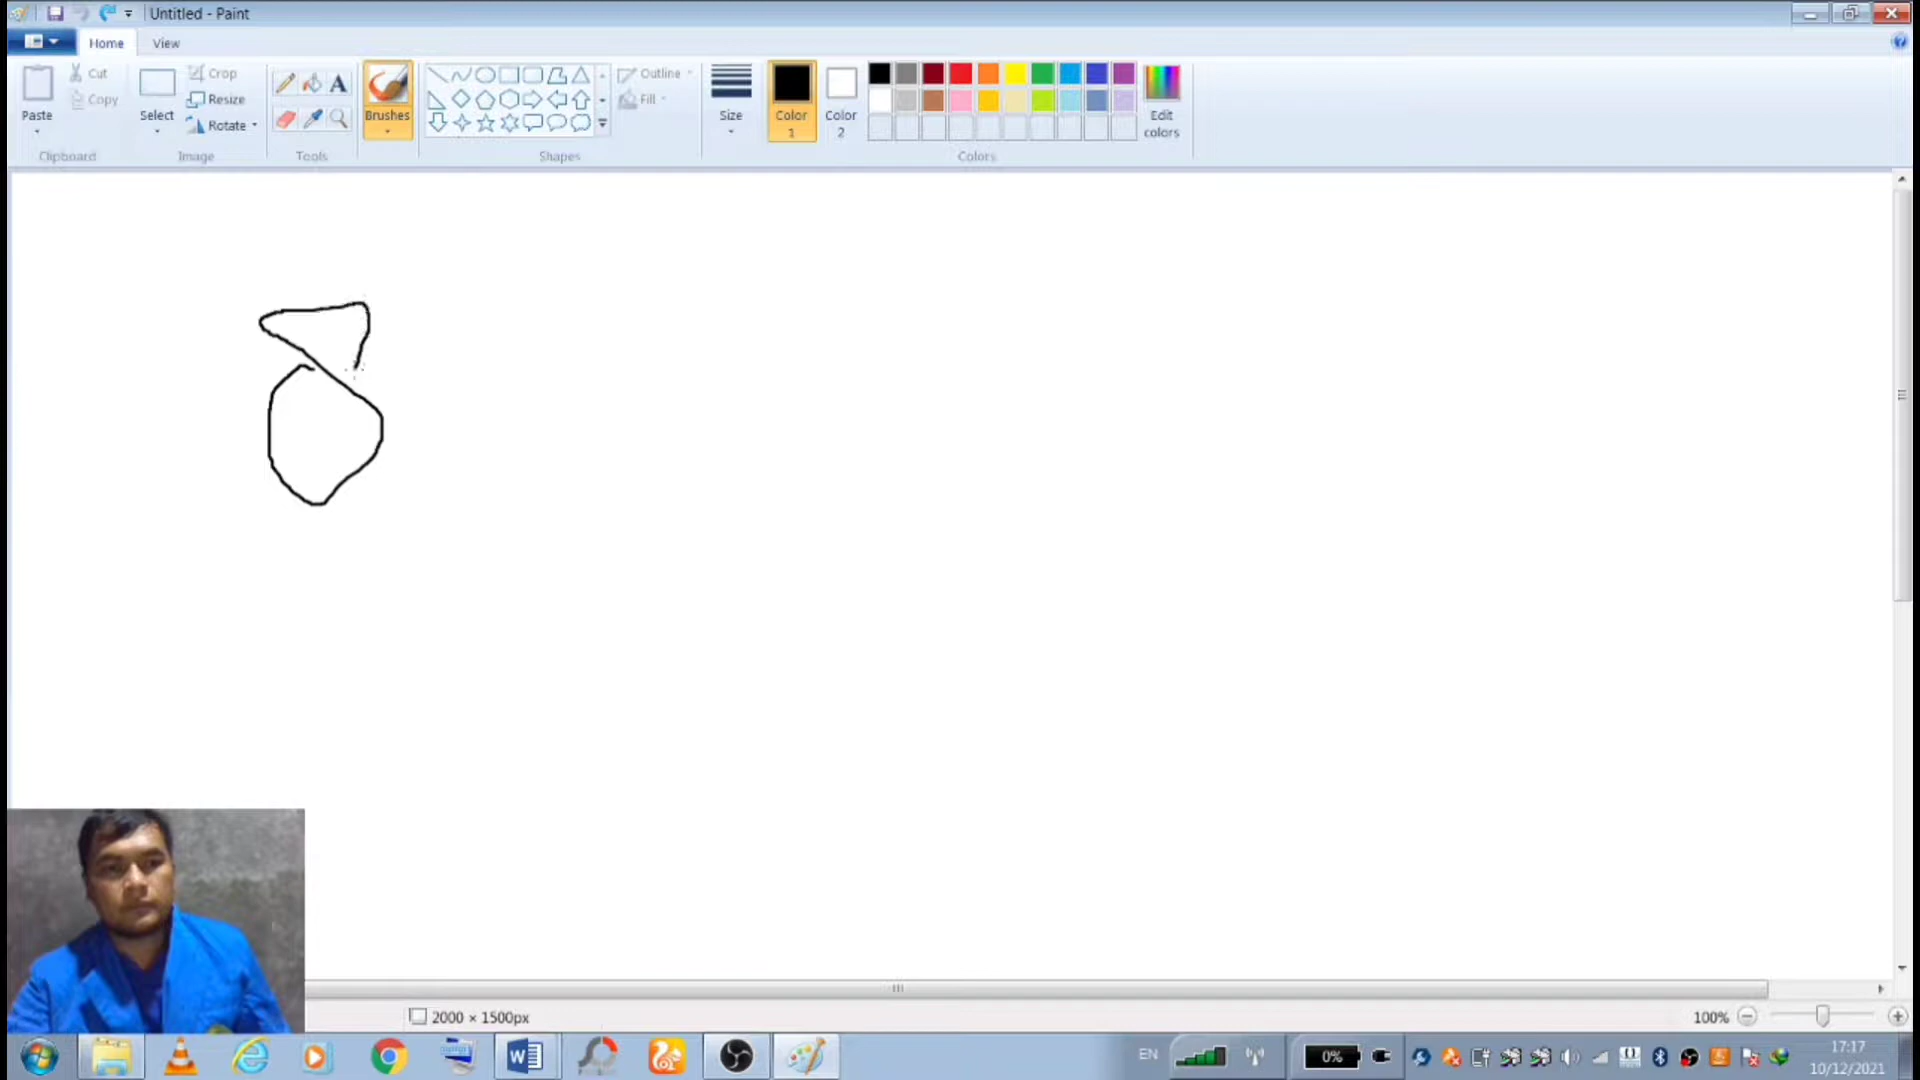 Untitled - Paint
Home View
Paste
Cut
Copy
Clipboard
Select
Crop
Resize
Rotate
Image
A
Tools
Brushes
Shapes
Outline
Fill
Size
Color 1
Color 2
Edit colors
Colors
8
2000 × 1500px
100%
EN
0%
17:17
10/12/2021